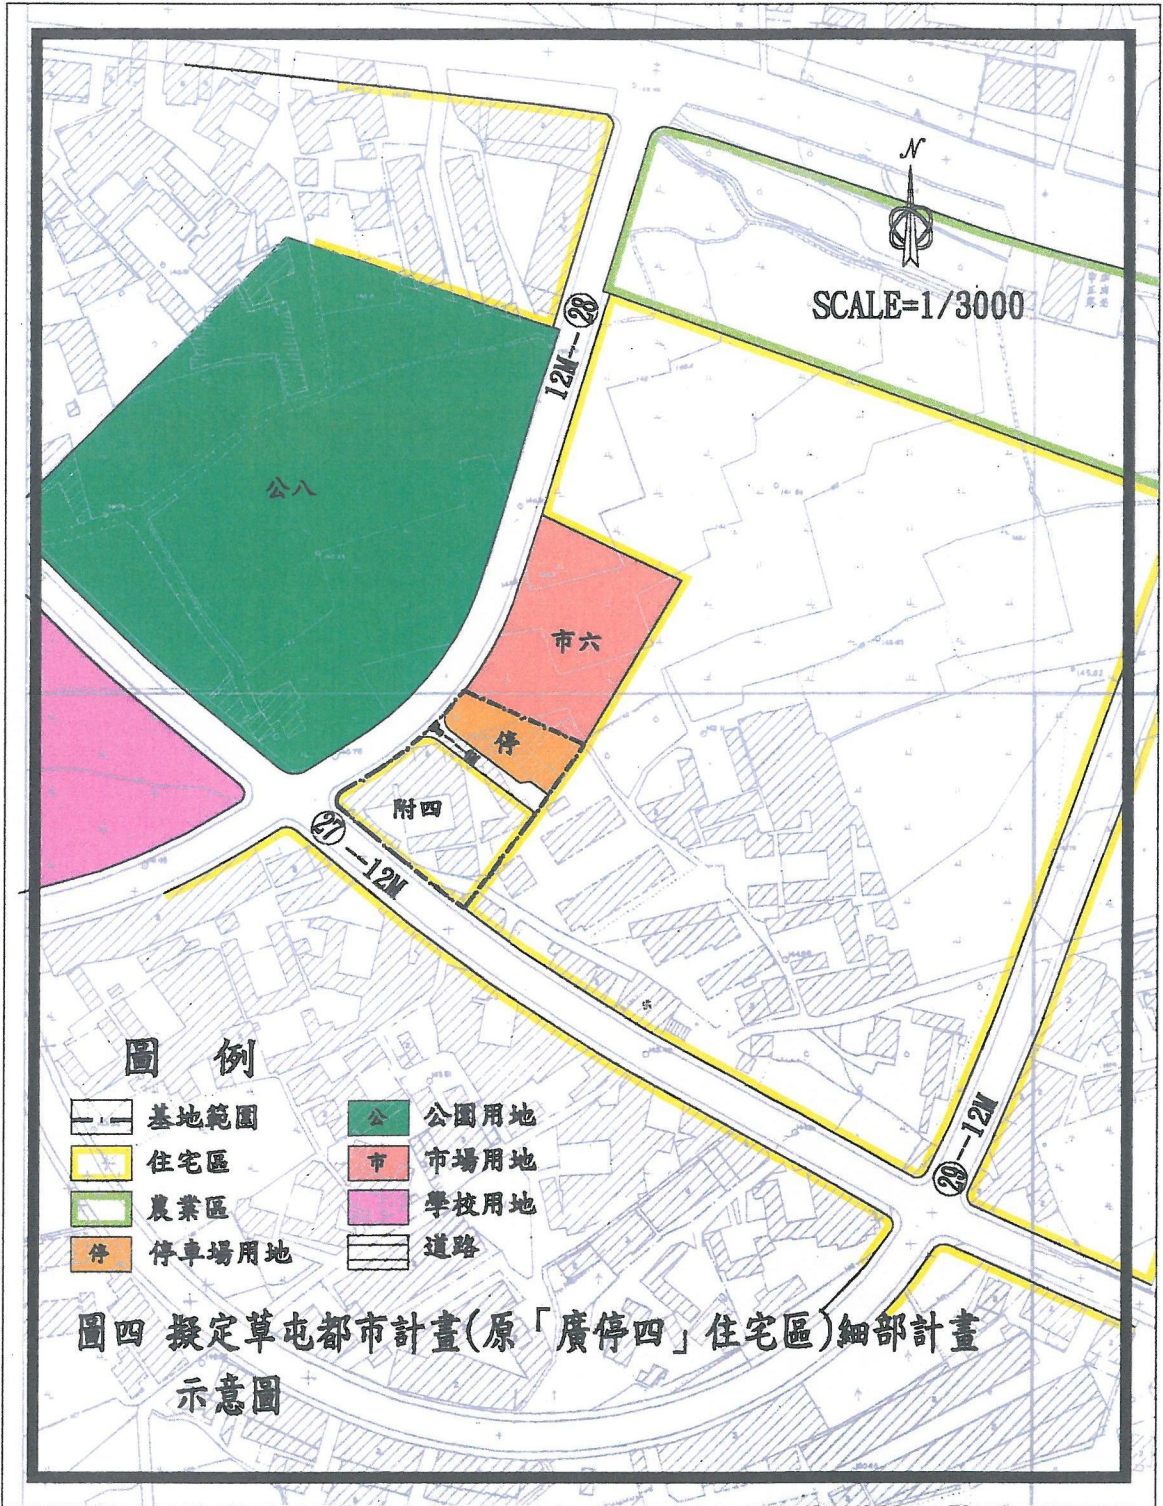 N
SCALE=1/3000
12M--28
公八
市六
停
附四
27--12M
29--12M
圖 例
基地範圍
公 公園用地
住宅區
市 市場用地
農業區
學校用地
停 停車場用地
道路
圖四 擬定草屯都市計畫(原「廣停四」住宅區)細部計畫
示意圖